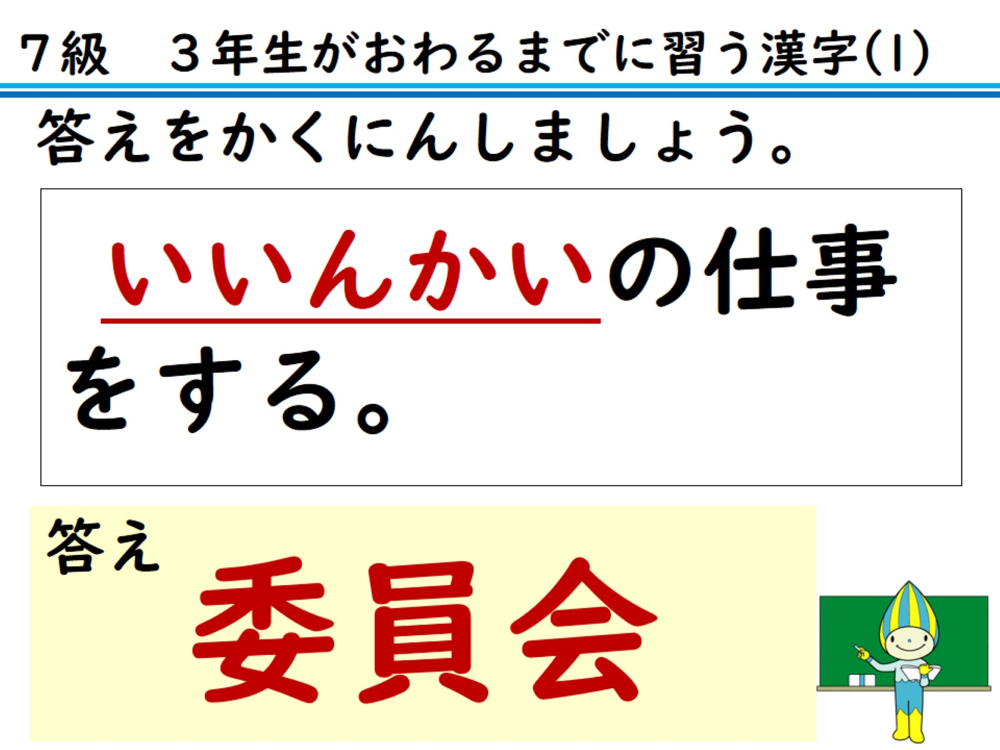 ７級　３年生がおわるまでに習う漢字(1)
答えをかくにんしましょう。
いいんかいの仕事
をする。
答え
委員会